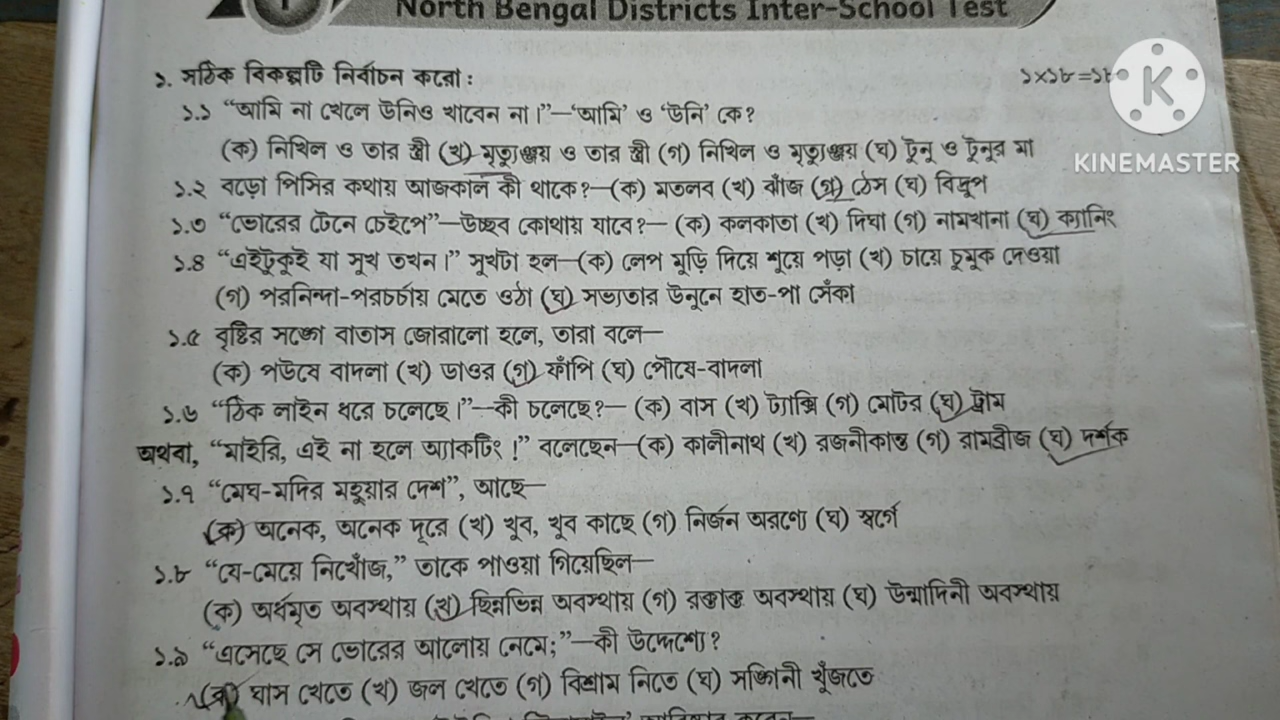 North Bengal Districts Inter-School Test
১. সঠিক বিকল্পটি নির্বাচন করো : ১×১৮=১৮
১.১ “আমি না খেলে উনিও খাবেন না।”—‘আমি’ ও ‘উনি’ কে?
(ক) নিখিল ও তার স্ত্রী (খ) মৃত্যুঞ্জয় ও তার স্ত্রী (গ) নিখিল ও মৃত্যুঞ্জয় (ঘ) টুনু ও টুনুর মা
১.২ বড়ো পিসির কথায় আজকাল কী থাকে?—(ক) মতলব (খ) ঝাঁজ (গ) ঠেস (ঘ) বিদ্রুপ
১.৩ “ভোরের টেনে চেইপে”—উচ্ছব কোথায় যাবে?— (ক) কলকাতা (খ) দিঘা (গ) নামখানা (ঘ) ক্যানিং
১.৪ “এইটুকুই যা সুখ তখন।” সুখটা হল—(ক) লেপ মুড়ি দিয়ে শুয়ে পড়া (খ) চায়ে চুমুক দেওয়া
(গ) পরনিন্দা-পরচর্চায় মেতে ওঠা (ঘ) সভ্যতার উনুনে হাত-পা সেঁকা
১.৫ বৃষ্টির সঙ্গে বাতাস জোরালো হলে, তারা বলে—
(ক) পউষে বাদলা (খ) ডাওর (গ) ফাঁপি (ঘ) পৌষে-বাদলা
১.৬ “ঠিক লাইন ধরে চলেছে।”—কী চলেছে?— (ক) বাস (খ) ট্যাক্সি (গ) মোটর (ঘ) ট্রাম
অথবা, “মাইরি, এই না হলে অ্যাকটিং!” বলেছেন—(ক) কালীনাথ (খ) রজনীকান্ত (গ) রামব্রীজ (ঘ) দর্শক
১.৭ “মেঘ-মদির মহুয়ার দেশ”, আছে—
(ক) অনেক, অনেক দূরে (খ) খুব, খুব কাছে (গ) নির্জন অরণ্যে (ঘ) স্বর্গে
১.৮ “যে-মেয়ে নিখোঁজ,” তাকে পাওয়া গিয়েছিল—
(ক) অর্ধমৃত অবস্থায় (খ) ছিন্নভিন্ন অবস্থায় (গ) রক্তাক্ত অবস্থায় (ঘ) উন্মাদিনী অবস্থায়
১.৯ “এসেছে সে ভোরের আলোয় নেমে;”—কী উদ্দেশ্যে?
(ক) ঘাস খেতে (খ) জল খেতে (গ) বিশ্রাম নিতে (ঘ) সঙ্গিনী খুঁজতে
KINEMASTER